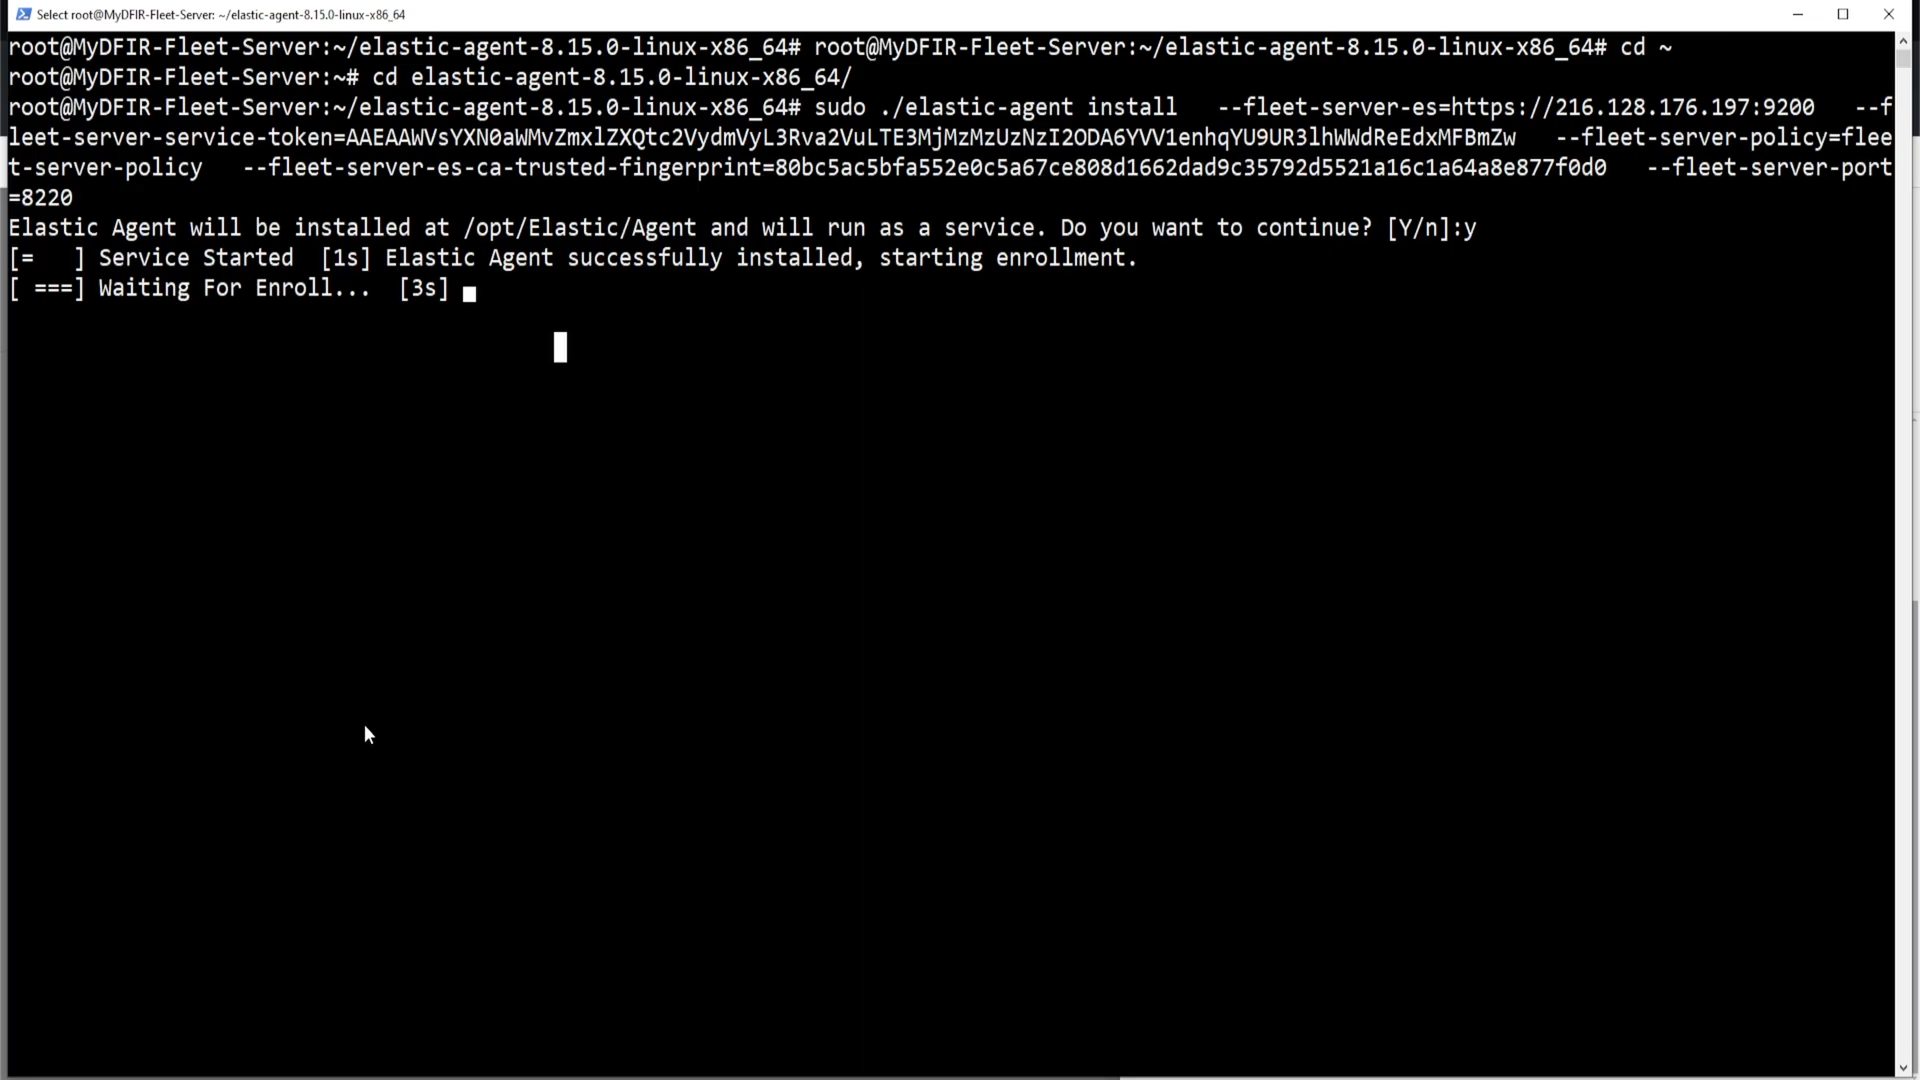 Select root@MyDFIR-Fleet-Server: ~/elastic-agent-8.15.0-linux-x86_64
root@MyDFIR-Fleet-Server:~/elastic-agent-8.15.0-linux-x86_64# root@MyDFIR-Fleet-Server:~/elastic-agent-8.15.0-linux-x86_64# cd ~
root@MyDFIR-Fleet-Server:~# cd elastic-agent-8.15.0-linux-x86_64/
root@MyDFIR-Fleet-Server:~/elastic-agent-8.15.0-linux-x86_64# sudo ./elastic-agent install   --fleet-server-es=https://216.128.176.197:9200   --f
leet-server-service-token=AAEAAWVsYXN0aWMvZmxlZXQtc2VydmVyL3Rva2VuLTE3MjMzMzUzNzI2ODA6YVV1enhqYU9UR3lhWWdReEdxMFBmZw   --fleet-server-policy=flee
t-server-policy   --fleet-server-es-ca-trusted-fingerprint=80bc5ac5bfa552e0c5a67ce808d1662dad9c35792d5521a16c1a64a8e877f0d0   --fleet-server-port
=8220
Elastic Agent will be installed at /opt/Elastic/Agent and will run as a service. Do you want to continue? [Y/n]:y
[=   ] Service Started  [1s] Elastic Agent successfully installed, starting enrollment.
[ ===] Waiting For Enroll...  [3s]